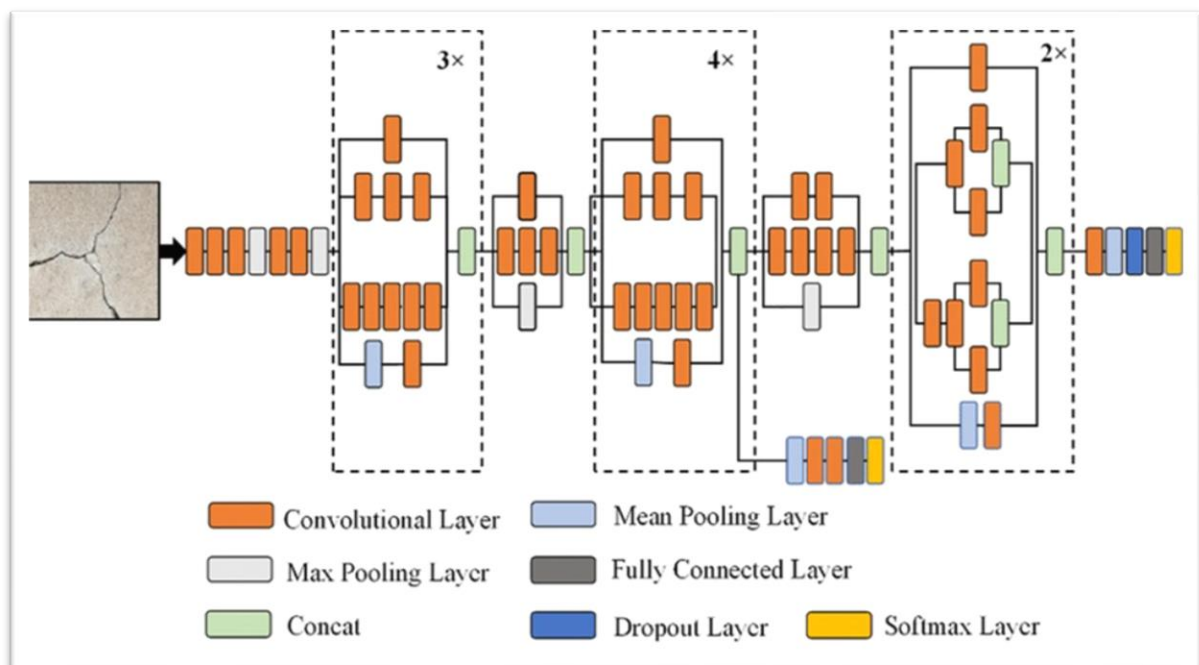 3×
4×
2×
Convolutional Layer
Mean Pooling Layer
Max Pooling Layer
Fully Connected Layer
Concat
Dropout Layer
Softmax Layer